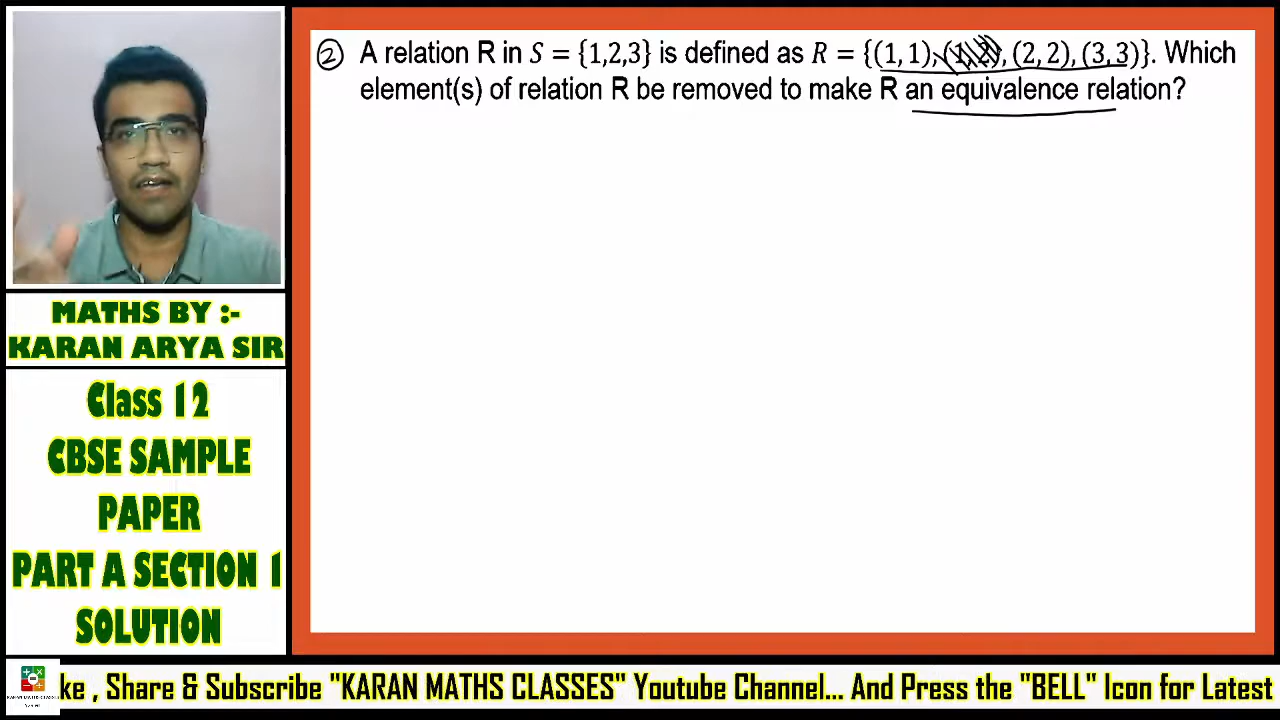 ② A relation R in S = {1,2,3} is defined as R = {(1, 1), (1, 2), (2, 2), (3, 3)}. Which
element(s) of relation R be removed to make R an equivalence relation?
MATHS BY :-
KARAN ARYA SIR
Class 12
CBSE SAMPLE
PAPER
PART A SECTION 1
SOLUTION
ke , Share & Subscribe "KARAN MATHS CLASSES" Youtube Channel... And Press the "BELL" Icon for Latest